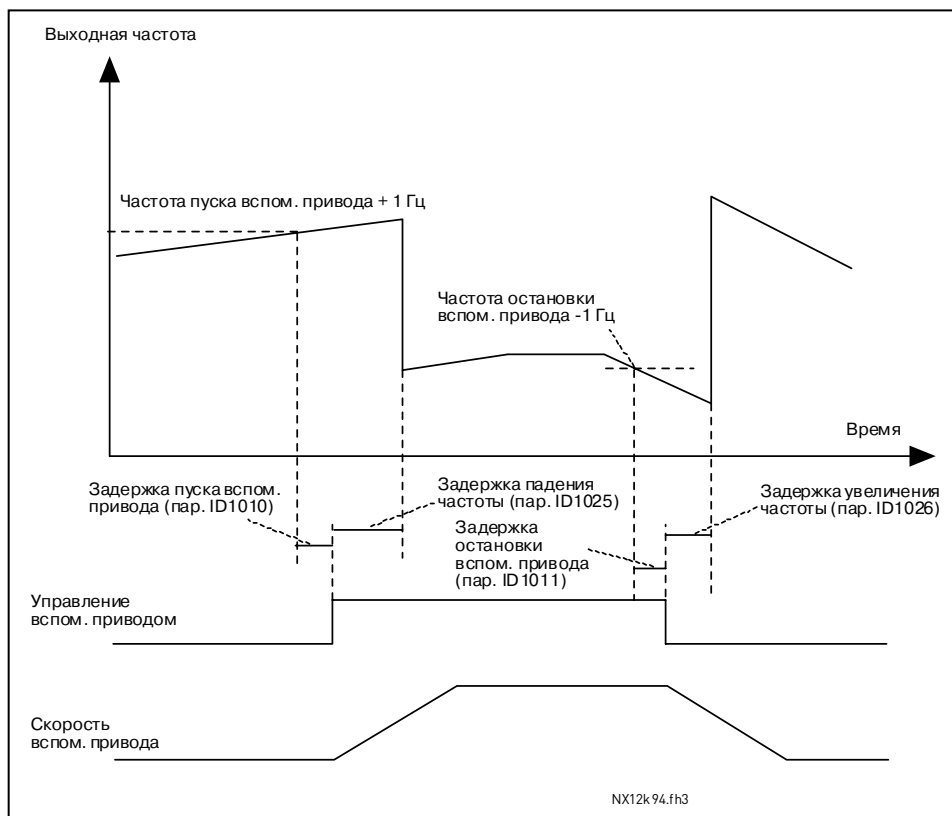 Выходная частота
Частота пуска вспом. привода + 1 Гц
Частота остановки
вспом. привода -1 Гц
Время
Задержка пуска вспом.
привода (пар. ID1010)
Задержка падения
частоты (пар. ID1025)
Задержка
остановки
вспом. привода
(пар. ID1011)
Задержка увеличения
частоты (пар. ID1026)
Управление
вспом. приводом
Скорость
вспом. привода
NX12k94.fh3